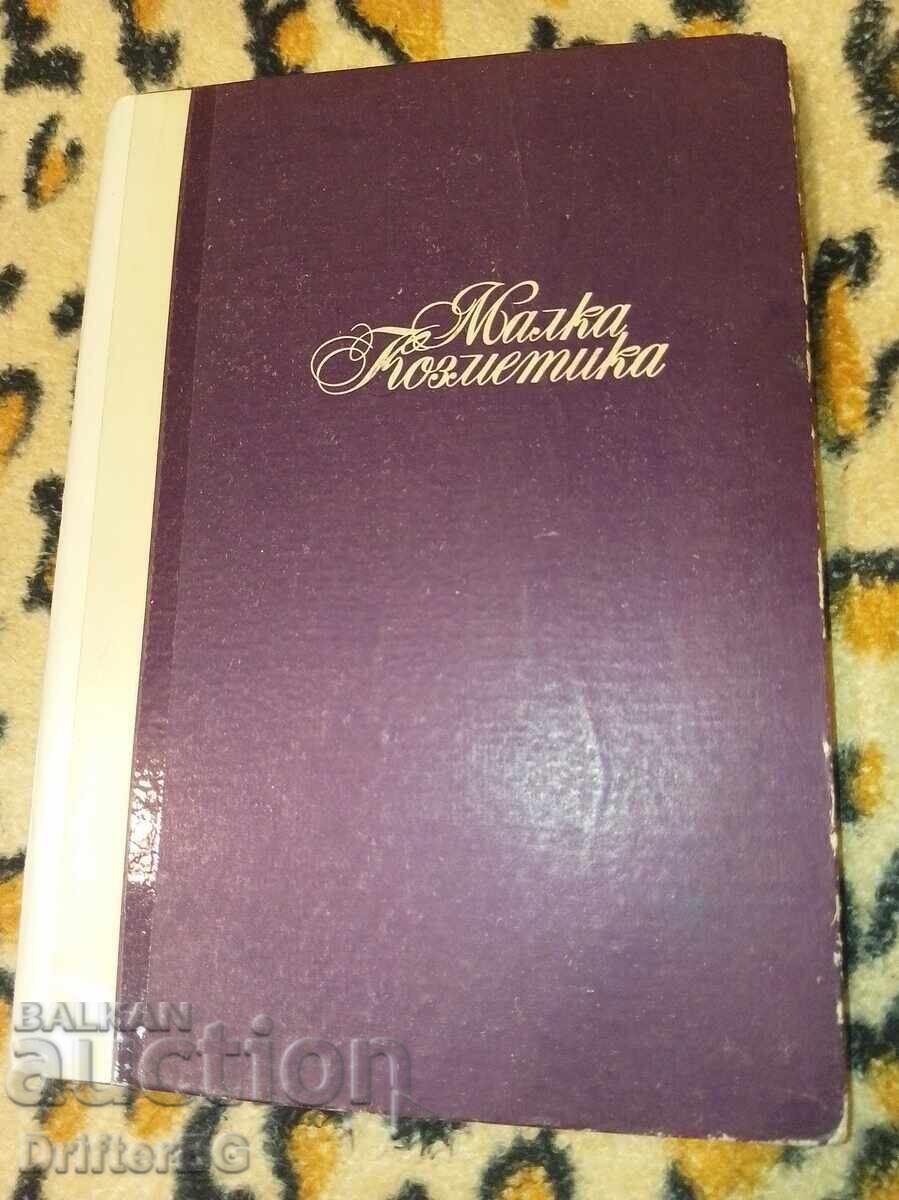 Малка
Козметика
BALKAN
auction
Drifter_G